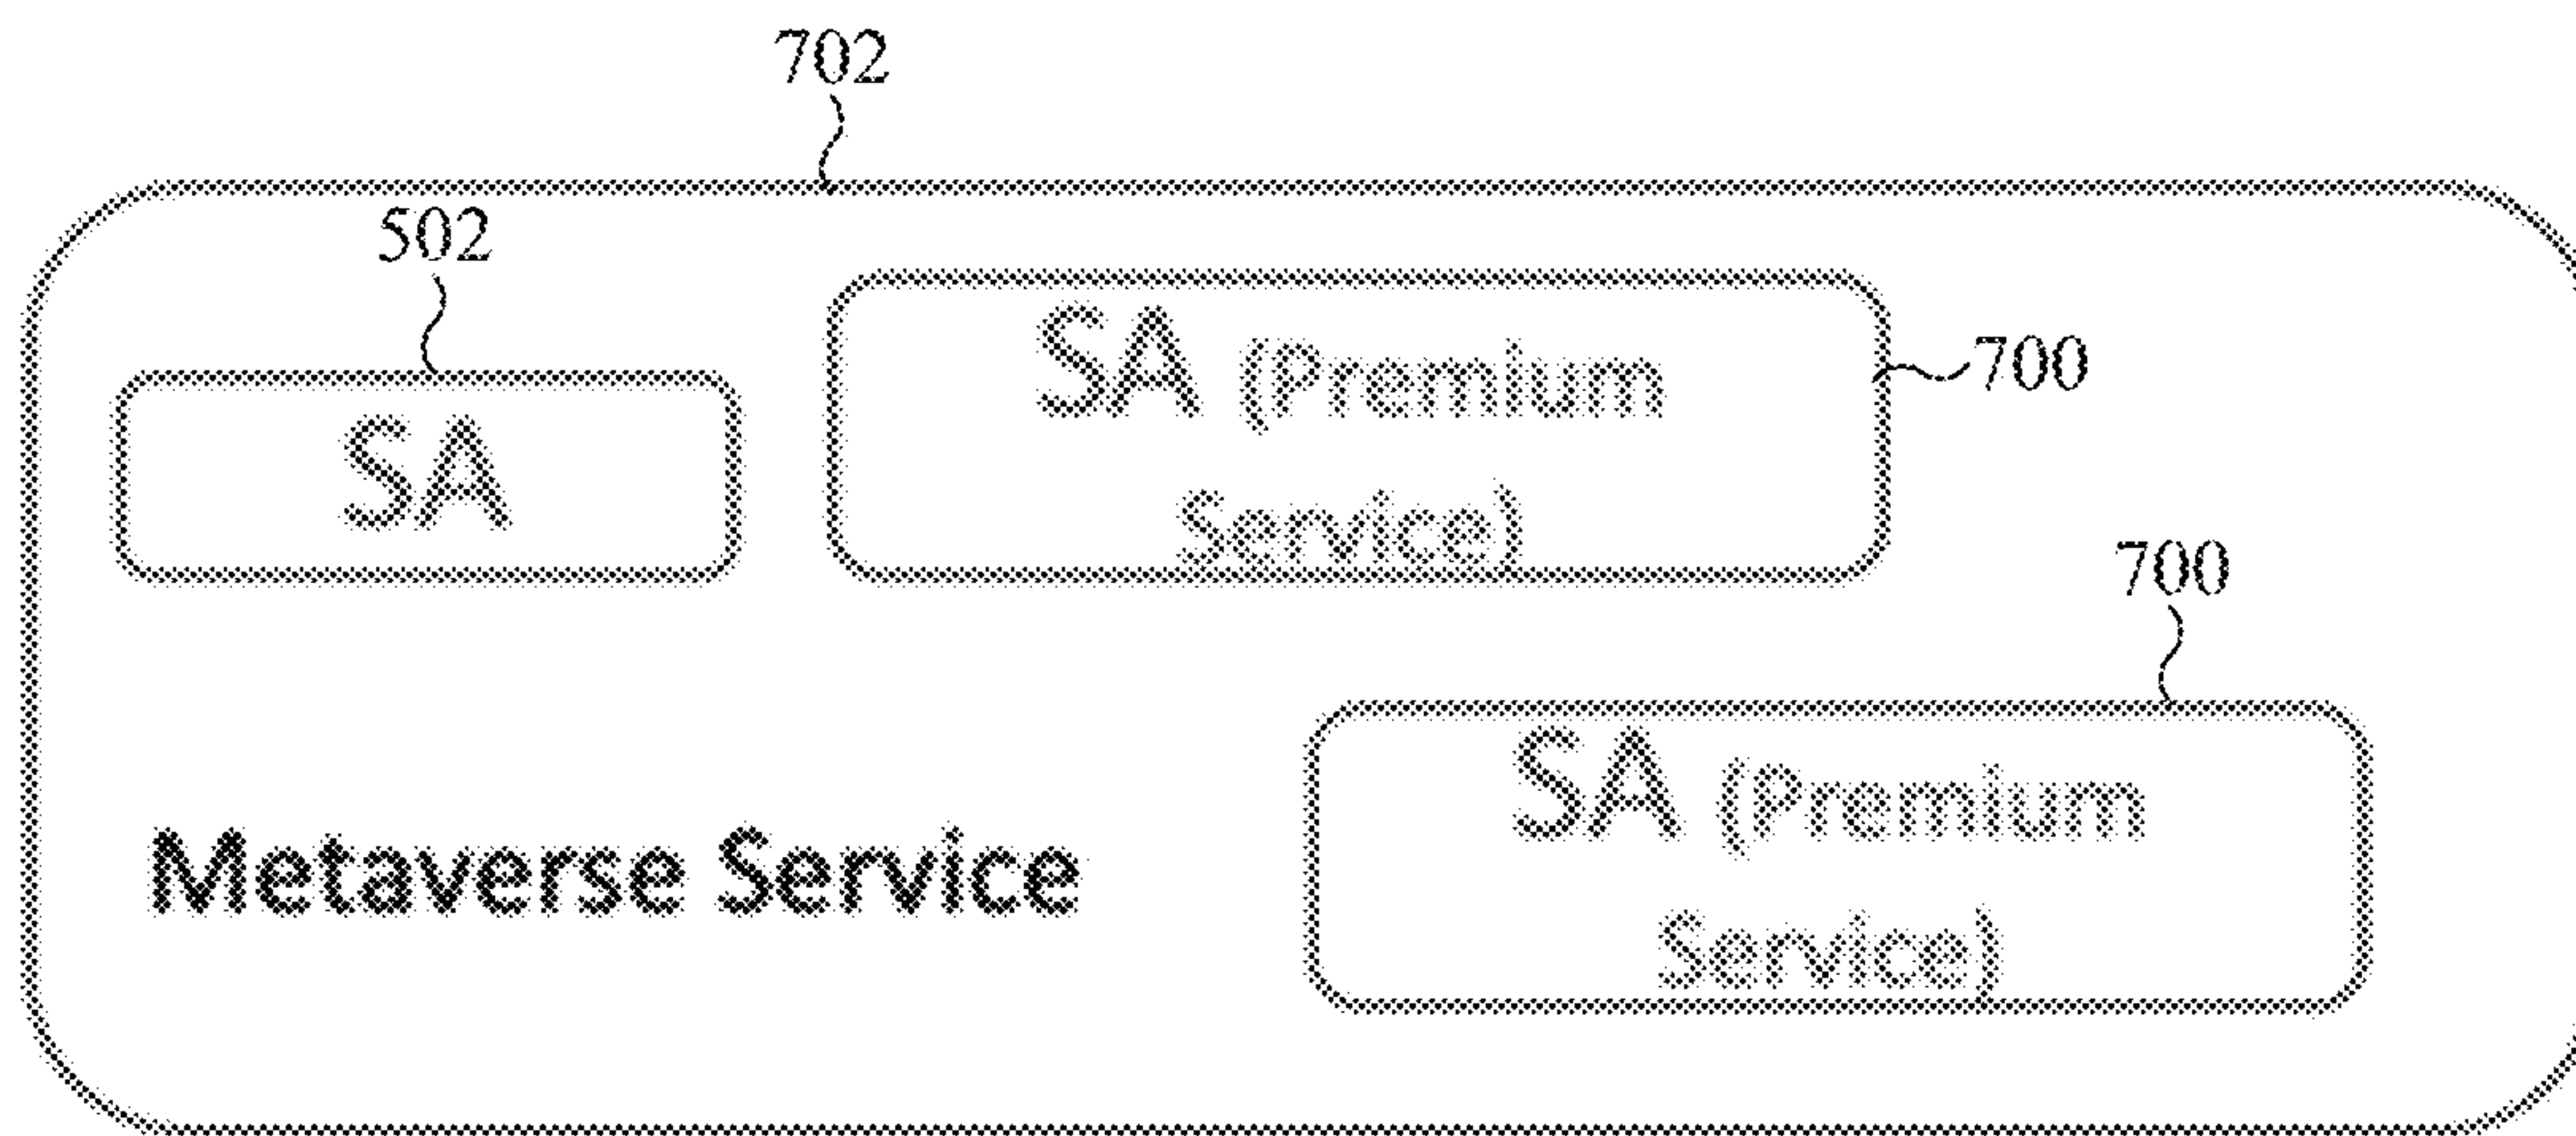 702
502
SA (Premium
Service)
700
SA
700
SA (Premium
Service)
Metaverse Service